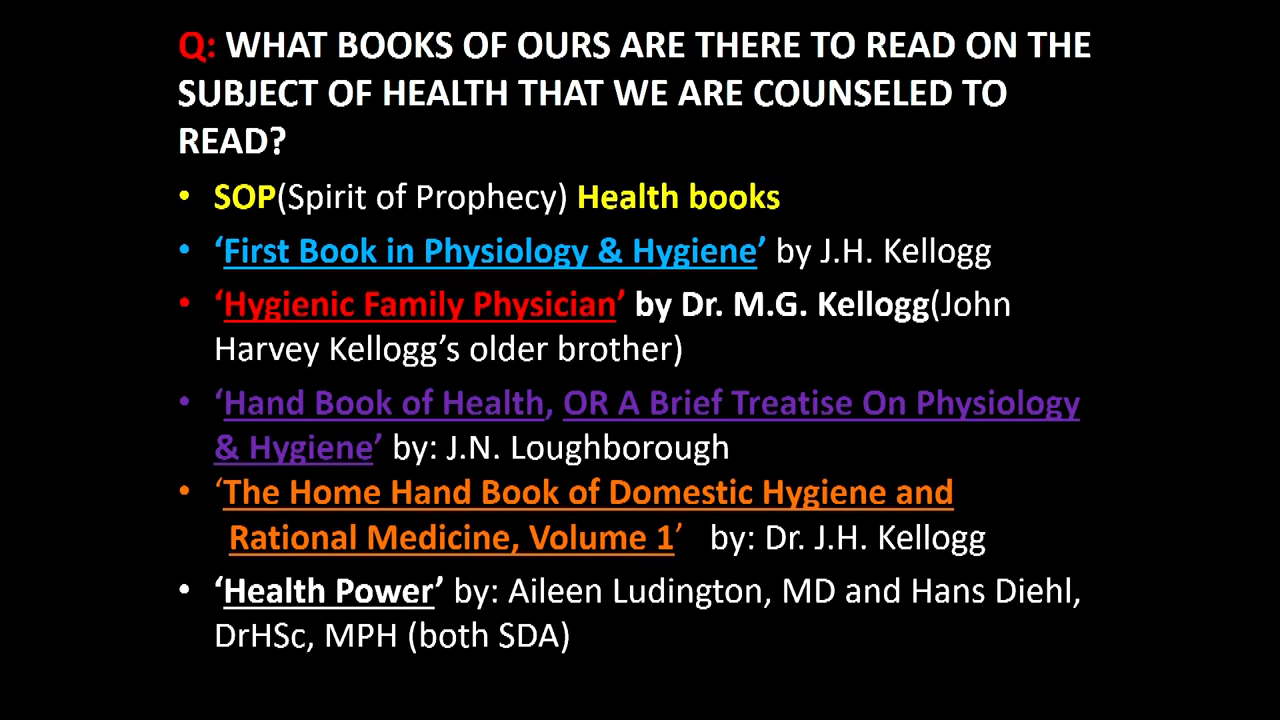 Q: WHAT BOOKS OF OURS ARE THERE TO READ ON THE
SUBJECT OF HEALTH THAT WE ARE COUNSELED TO
READ?
• SOP(Spirit of Prophecy) Health books
• ‘First Book in Physiology & Hygiene’ by J.H. Kellogg
• ‘Hygienic Family Physician’ by Dr. M.G. Kellogg(John
Harvey Kellogg’s older brother)
• ‘Hand Book of Health, OR A Brief Treatise On Physiology
& Hygiene’ by: J.N. Loughborough
• ‘The Home Hand Book of Domestic Hygiene and
Rational Medicine, Volume 1’ by: Dr. J.H. Kellogg
• ‘Health Power’ by: Aileen Ludington, MD and Hans Diehl,
DrHSc, MPH (both SDA)